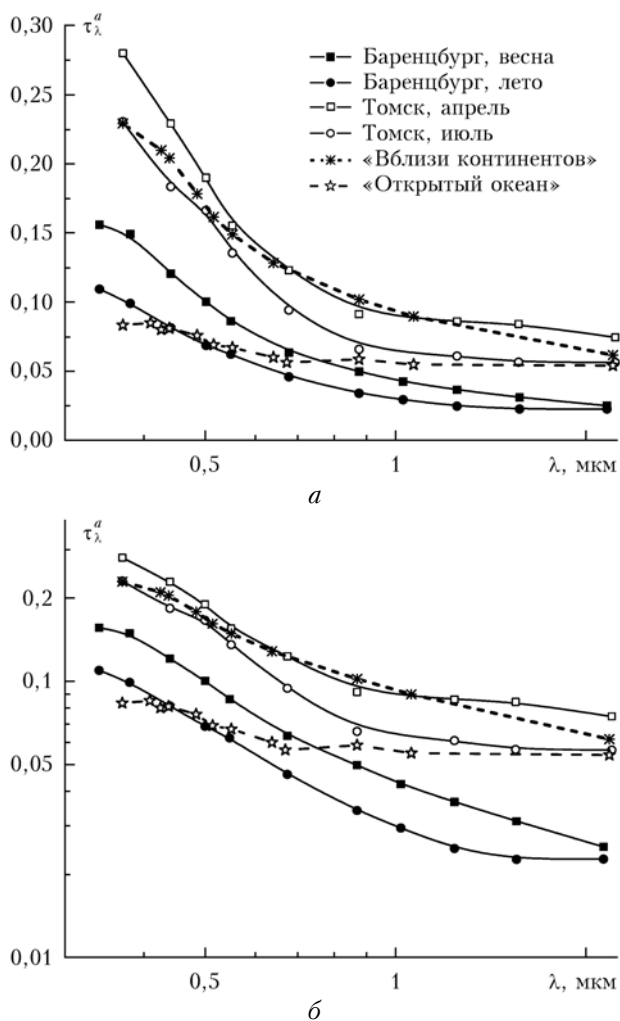 τλᵃ
0,30
0,25
0,20
0,15
0,10
0,05
0,00
Баренцбург, весна
Баренцбург, лето
Томск, апрель
Томск, июль
«Вблизи континентов»
«Открытый океан»
0,5
1
λ, мкм
а
τλᵃ
0,2
0,1
0,05
0,01
0,5
1
λ, мкм
б